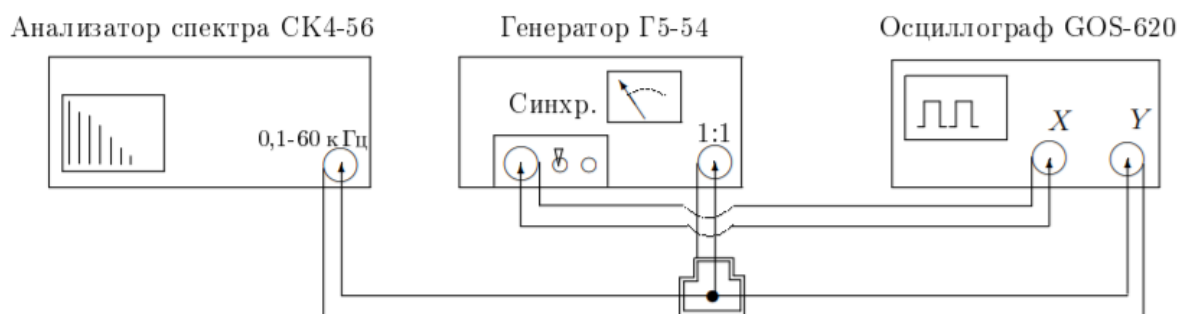 Анализатор спектра СК4-56
Генератор Г5-54
Осциллограф GOS-620
Синхр.
0,1-60 кГц
1:1
X
Y